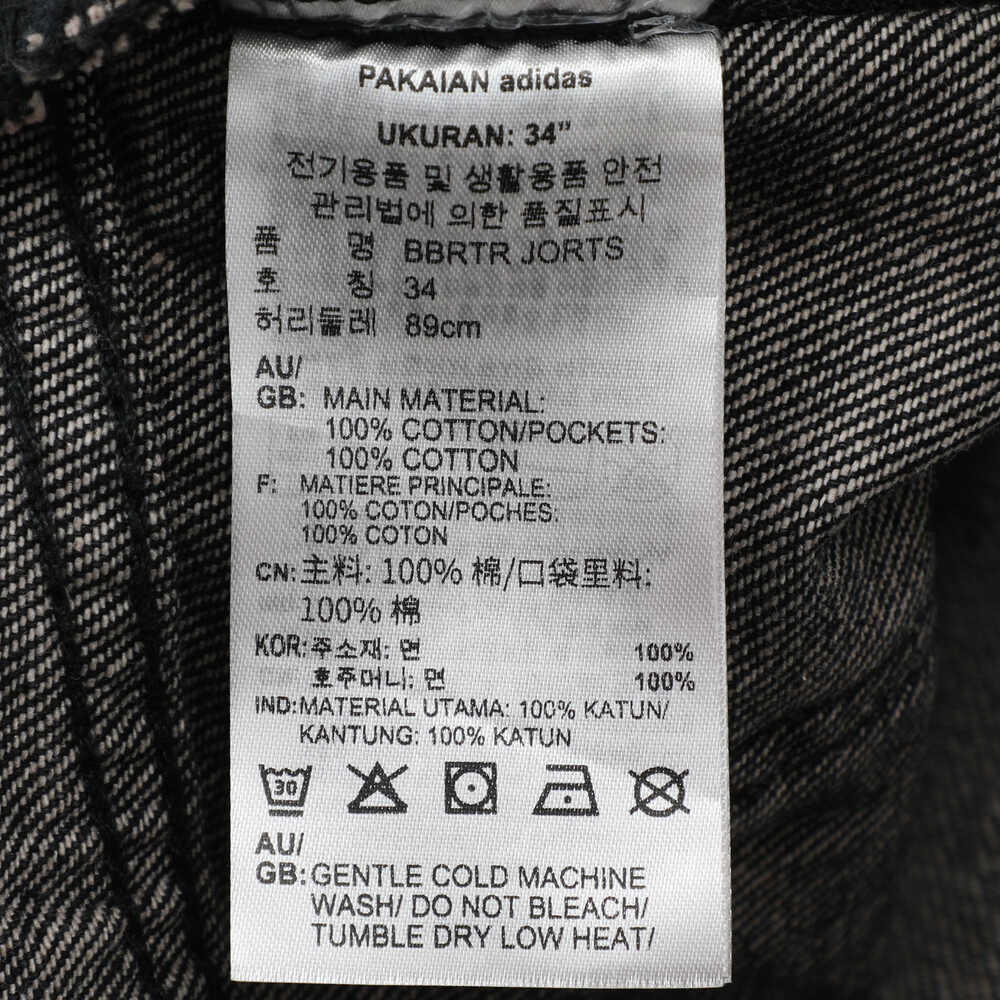 PAKAIAN adidas
UKURAN: 34”
전기용품 및 생활용품 안전
관리법에 의한 품질표시
품 명 BBRTR JORTS
호 칭 34
허리둘레 89cm
AU/
GB: MAIN MATERIAL:
100% COTTON/POCKETS:
100% COTTON
F: MATIERE PRINCIPALE:
100% COTON/POCHES:
100% COTON
CN: 主料: 100% 棉/口袋里料:
100% 棉
KOR: 주소재: 면 100%
호주머니: 면 100%
IND: MATERIAL UTAMA: 100% KATUN/
KANTUNG: 100% KATUN
30
AU/
GB: GENTLE COLD MACHINE
WASH/ DO NOT BLEACH/
TUMBLE DRY LOW HEAT/